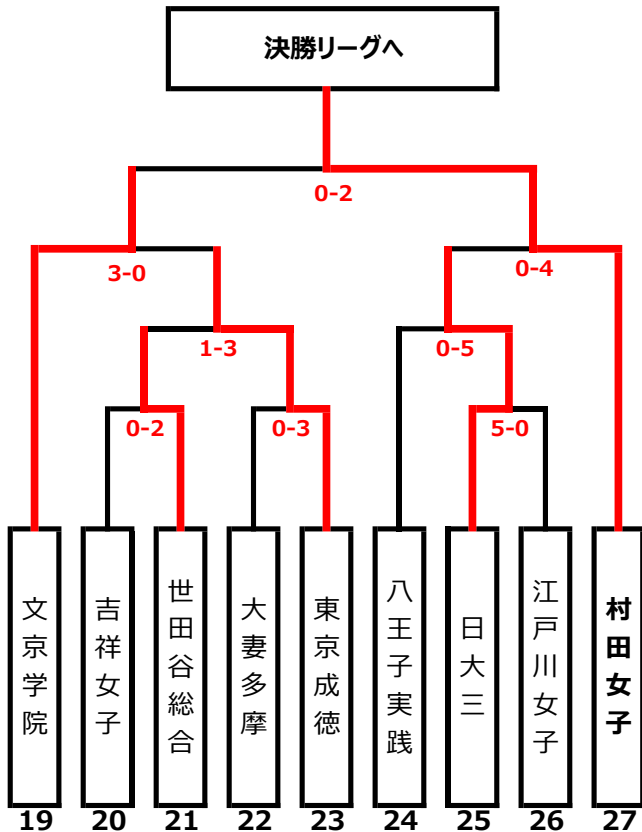 決勝リーグへ
0-2
3-0
0-4
1-3
0-5
0-2
0-3
5-0
文京学院
吉祥女子
世田谷総合
大妻多摩
東京成徳
八王子実践
日大三
江戸川女子
村田女子
19
20
21
22
23
24
25
26
27